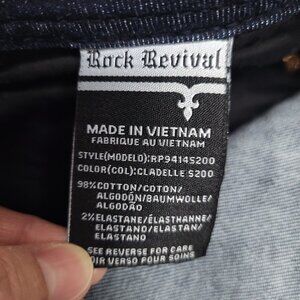 Rock Revival
MADE IN VIETNAM
FABRIQUE AU VIETNAM
STYLE(MODELO):RP9414S200
COLOR(COL):CLADELLE S200
98%COTTON/COTON/
ALGODÓN/BAUMWOLLE/
ALGODÃO
2%ELASTANE/ÉLASTHANNE/
ELASTANO/ELASTAN/
ELASTANO
SEE REVERSE FOR CARE
VOIR VERSO POUR SOINS